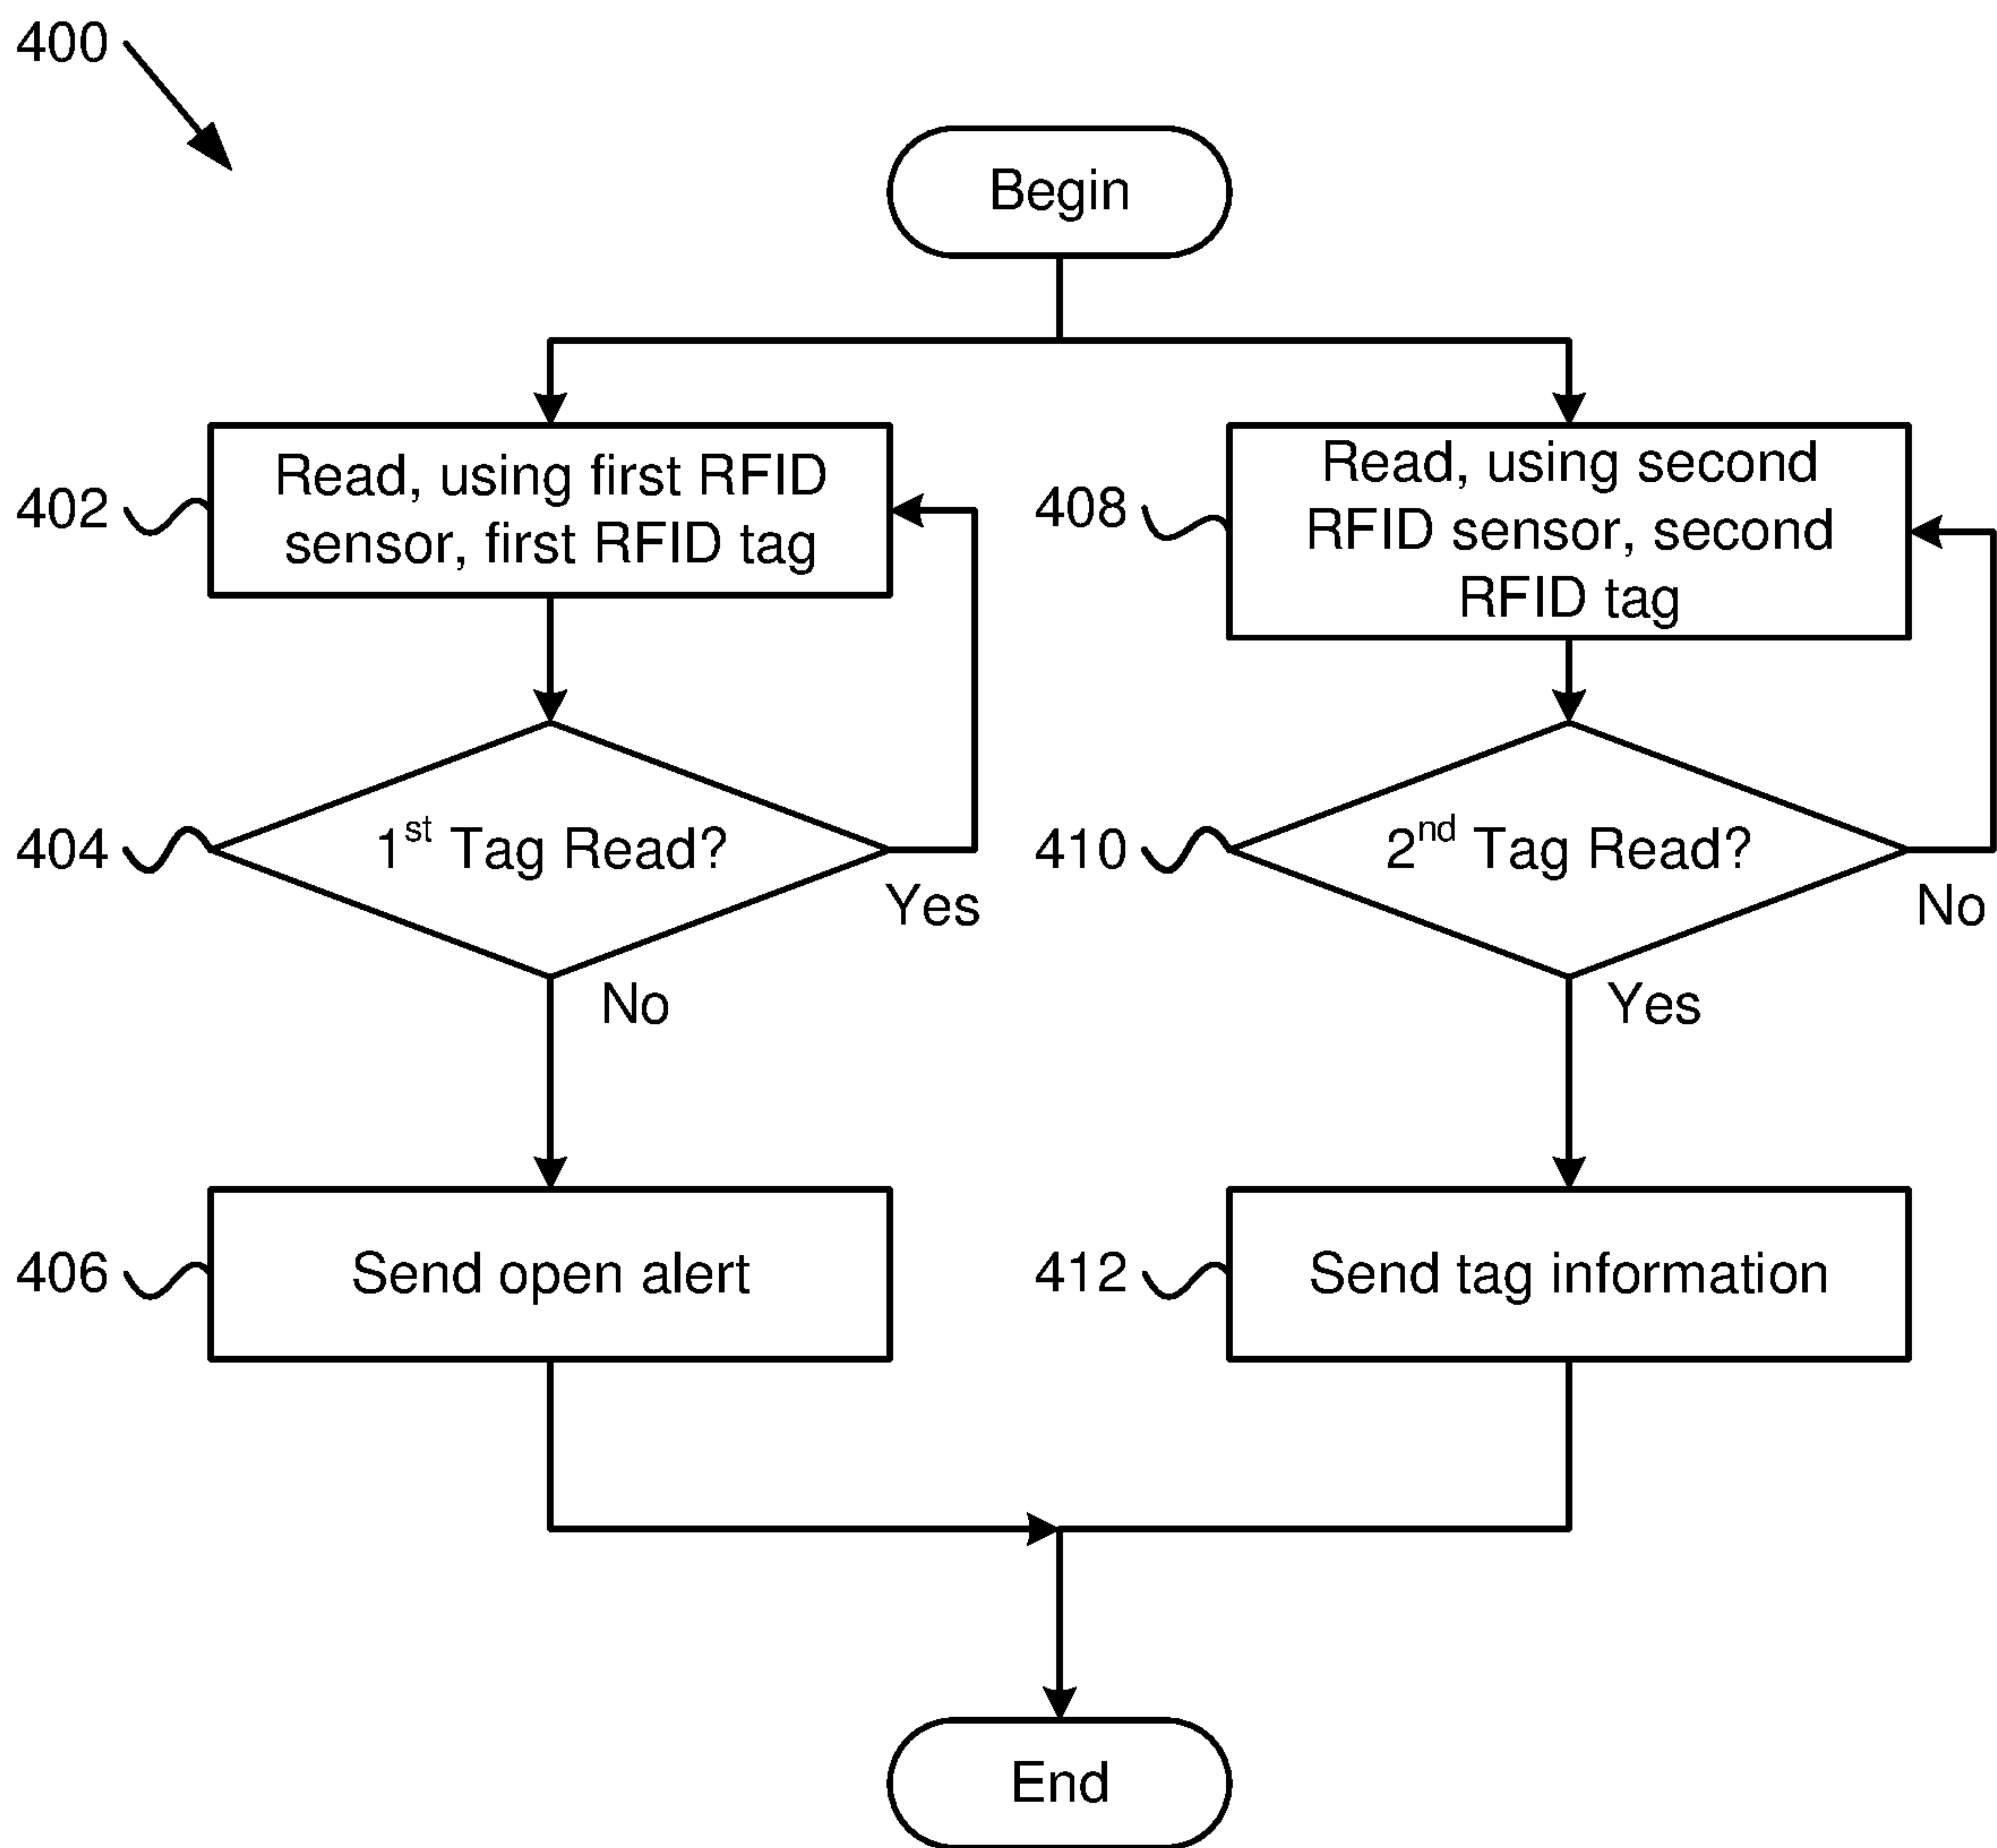 400
Begin
402
Read, using first RFID
sensor, first RFID tag
408
Read, using second
RFID sensor, second
RFID tag
404
1st Tag Read?
Yes
No
410
2nd Tag Read?
No
Yes
406
Send open alert
412
Send tag information
End